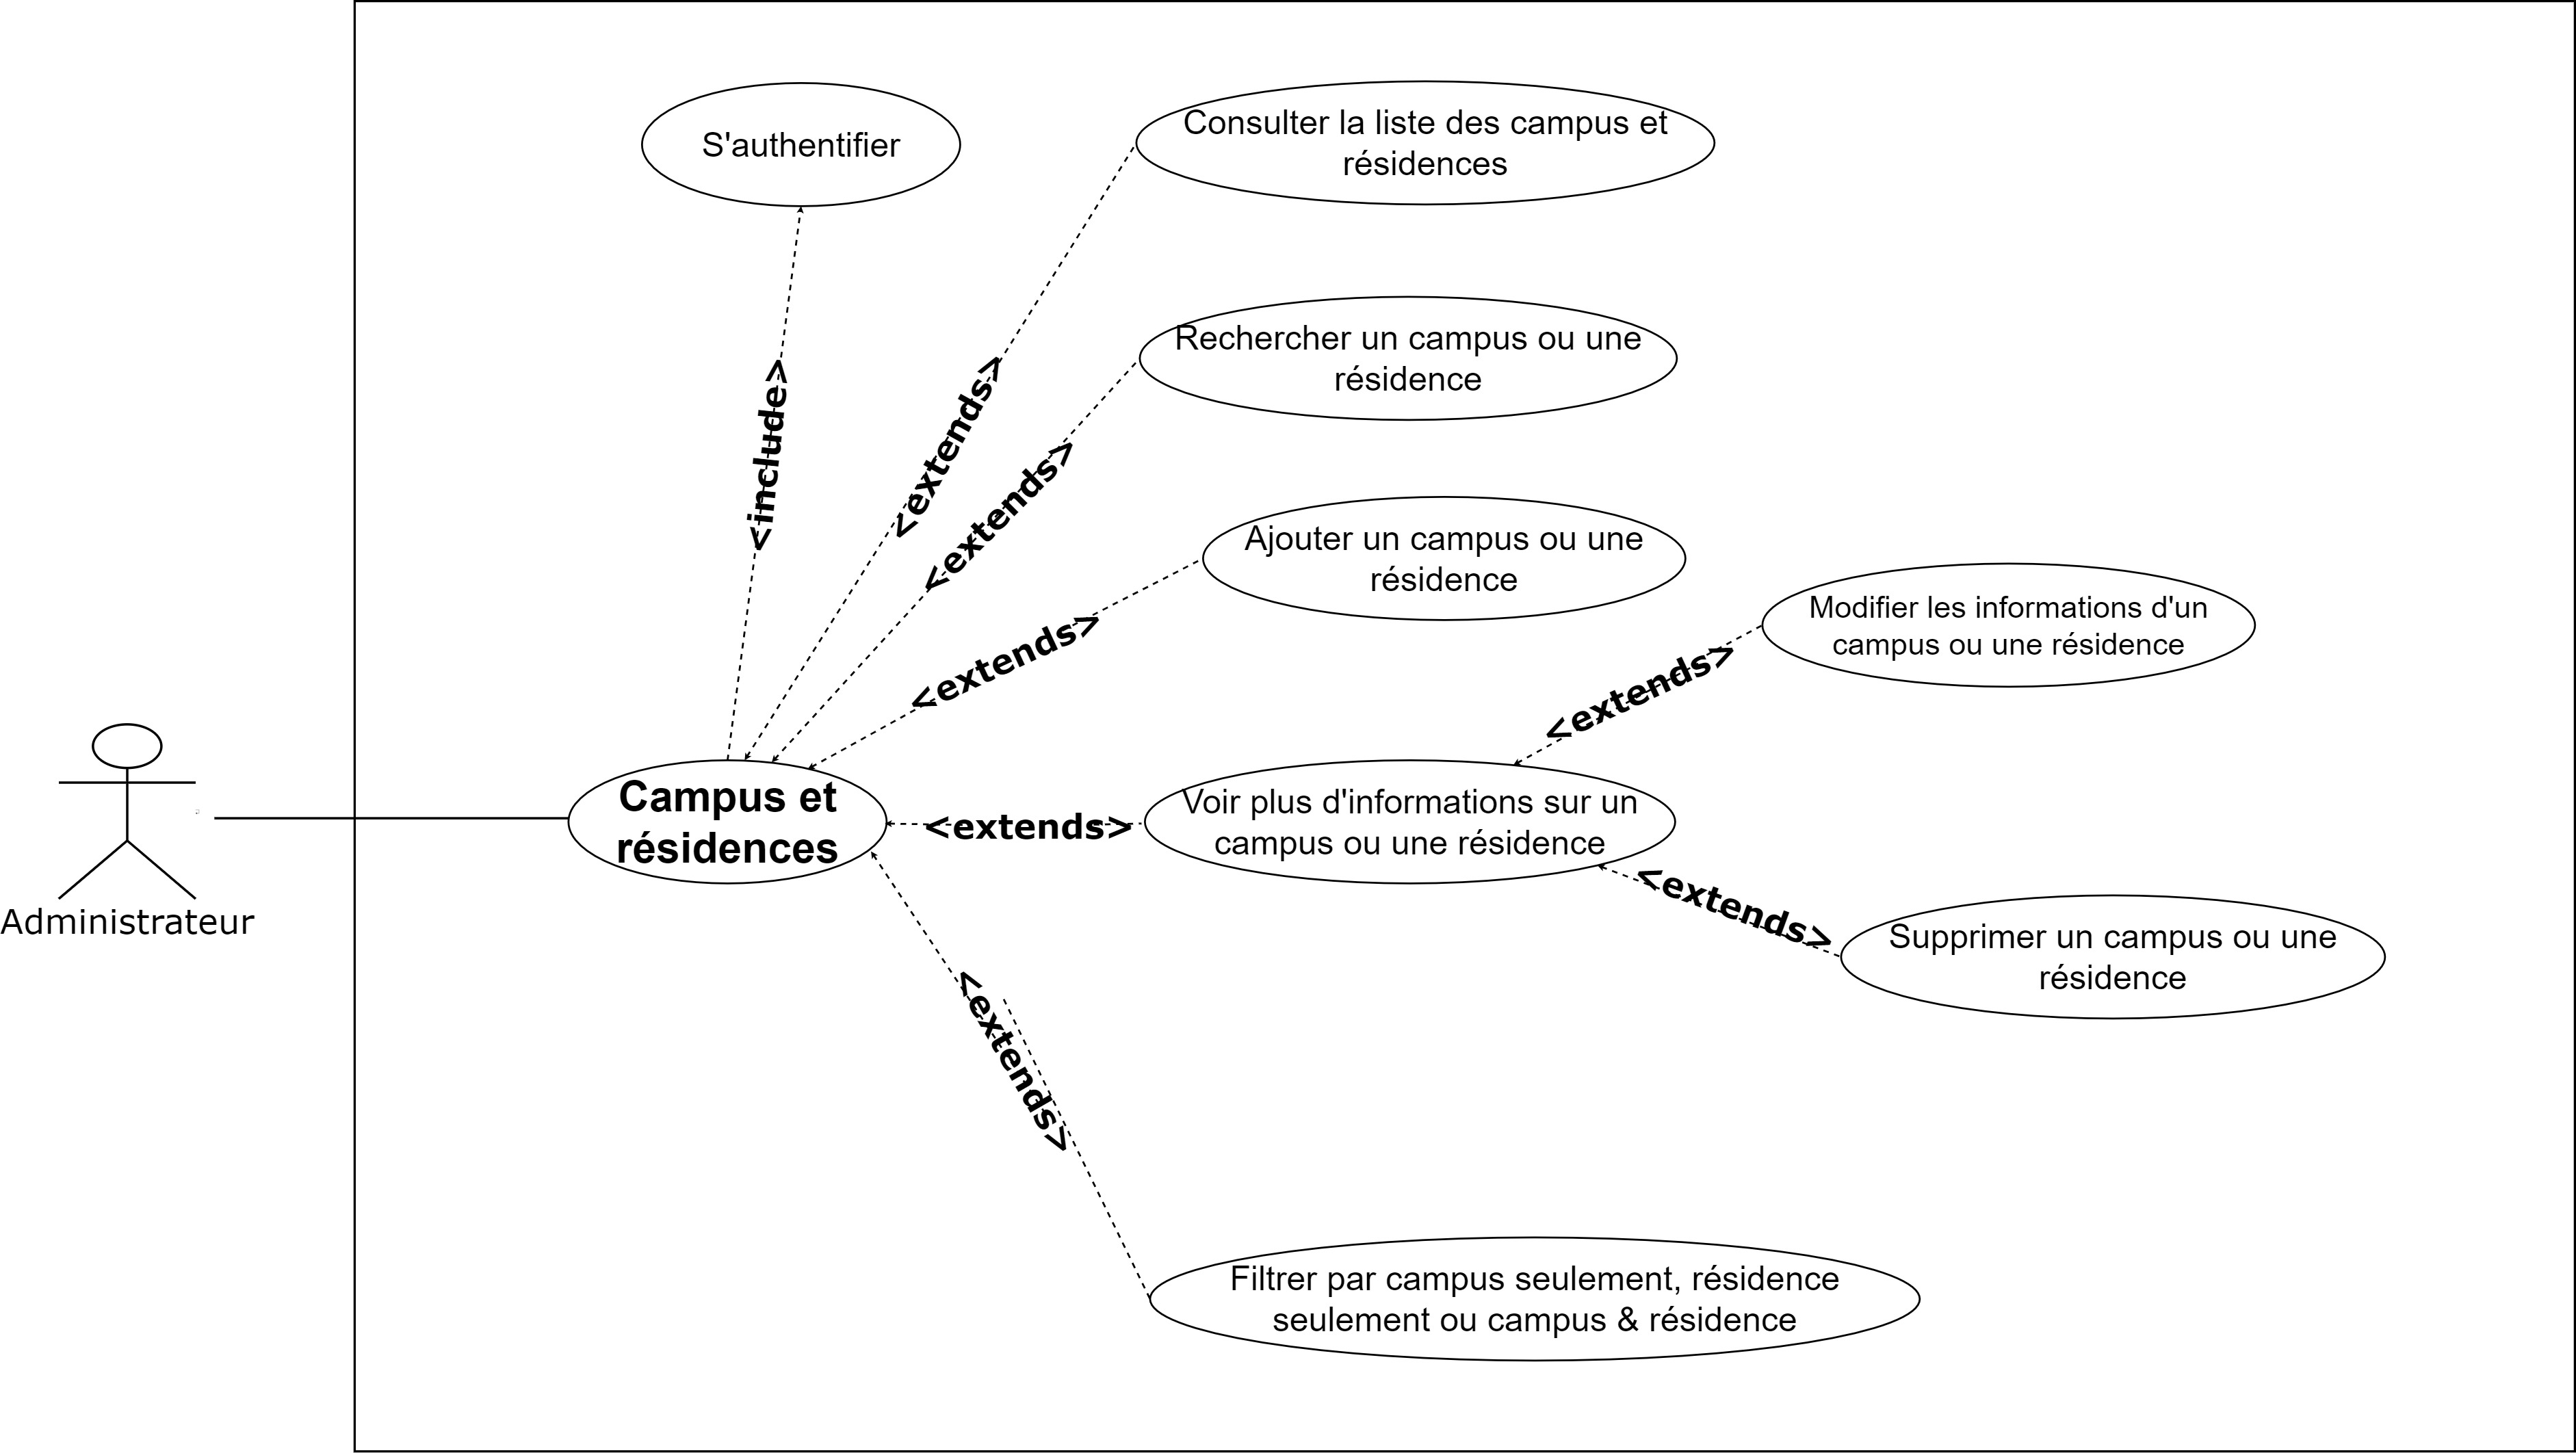 S'authentifier
Consulter la liste des campus et
résidences
<include>
<extends>
Rechercher un campus ou une
résidence
<extends>
Ajouter un campus ou une
résidence
<extends>
Modifier les informations d'un
campus ou une résidence
<extends>
Administrateur
Campus et
résidences
<extends>
Voir plus d'informations sur un
campus ou une résidence
<extends>
Supprimer un campus ou une
résidence
<extends>
Filtrer par campus seulement, résidence
seulement ou campus & résidence